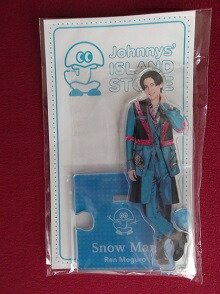 Johnnys'
ISLAND
STORE
Snow Man
Ren Meguro